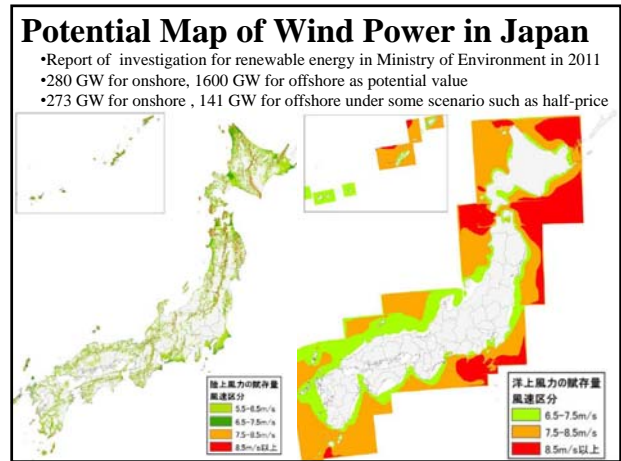 Potential Map of Wind Power in Japan
•Report of investigation for renewable energy in Ministry of Environment in 2011
•280 GW for onshore, 1600 GW for offshore as potential value
•273 GW for onshore , 141 GW for offshore under some scenario such as half-price
陸上風力の賦存量
風速区分
5.5-6.5m/s
6.5-7.5m/s
7.5-8.5m/s
8.5m/s以上
洋上風力の賦存量
風速区分
6.5-7.5m/s
7.5-8.5m/s
8.5m/s以上